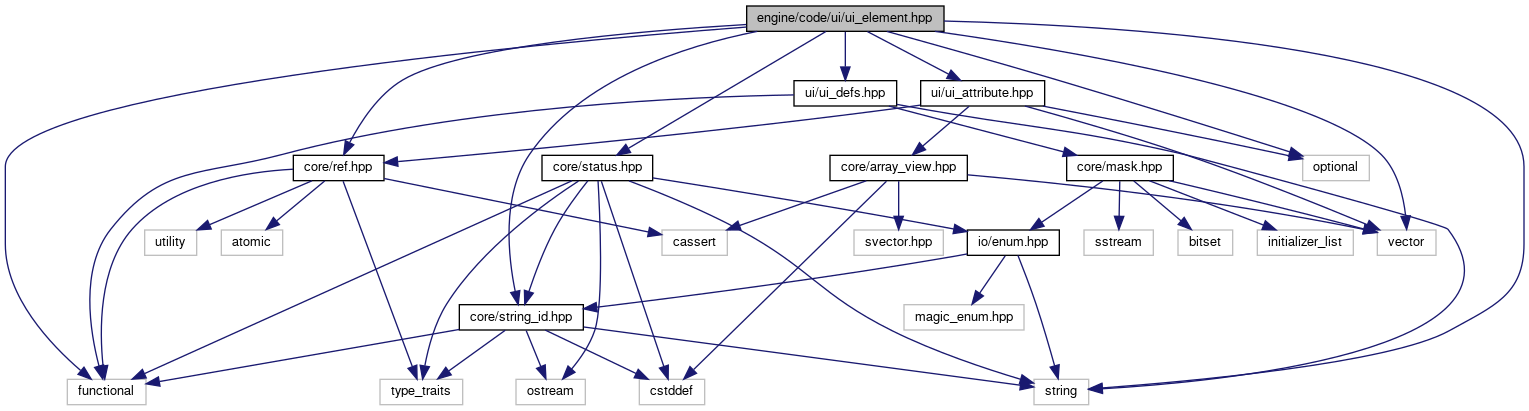 engine/code/ui/ui_element.hpp
ui/ui_defs.hpp
ui/ui_attribute.hpp
core/ref.hpp
core/status.hpp
core/array_view.hpp
core/mask.hpp
optional
utility
atomic
cassert
svector.hpp
io/enum.hpp
sstream
bitset
initializer_list
vector
core/string_id.hpp
magic_enum.hpp
functional
type_traits
ostream
cstddef
string